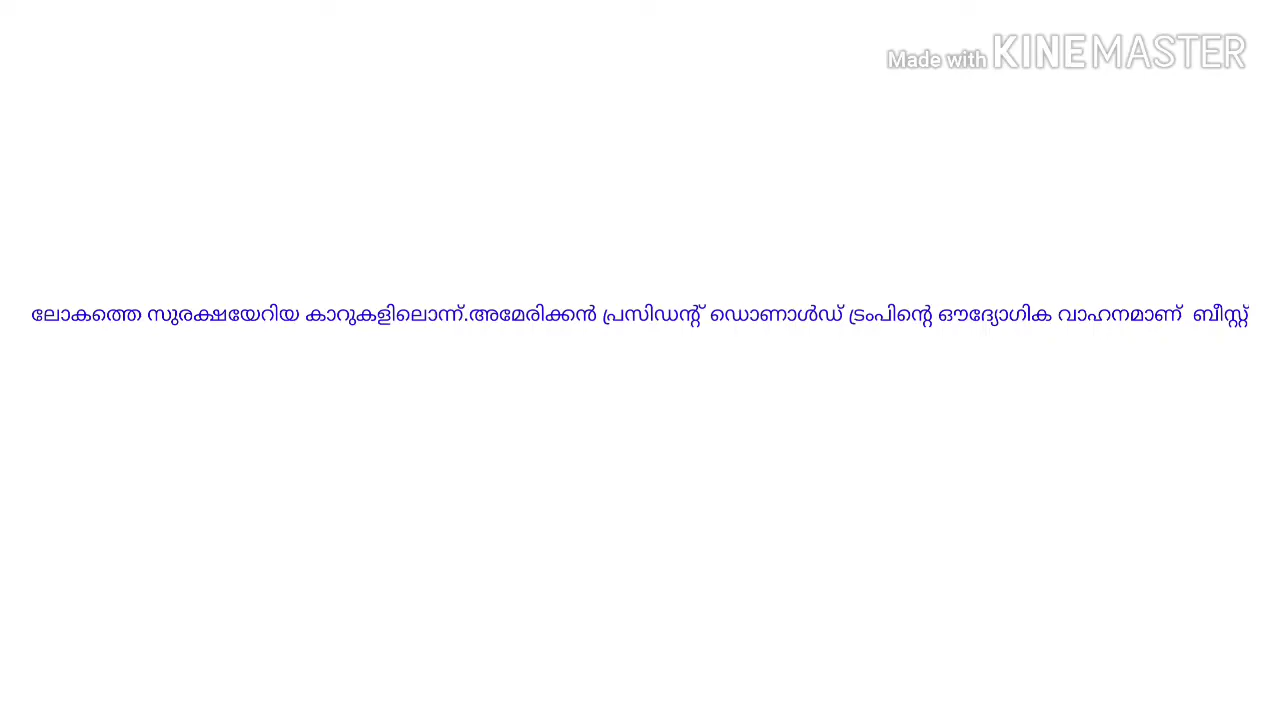 Made with KINEMASTER
ലോകത്തെ സുരക്ഷയേറിയ കാറുകളിലൊന്ന്.അമേരിക്കൻ പ്രസിഡന്റ് ഡൊണാൾഡ് ട്രംപിന്റെ ഔദ്യോഗിക വാഹനമാണ് ബീസ്റ്റ്